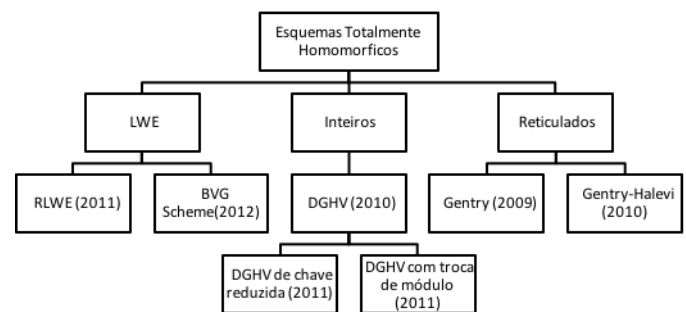 Esquemas Totalmente
Homomorficos
LWE
Inteiros
Reticulados
RLWE (2011)
BVG
Scheme(2012)
DGHV (2010)
Gentry (2009)
Gentry-Halevi
(2010)
DGHV de chave
reduzida (2011)
DGHV com troca
de módulo
(2011)